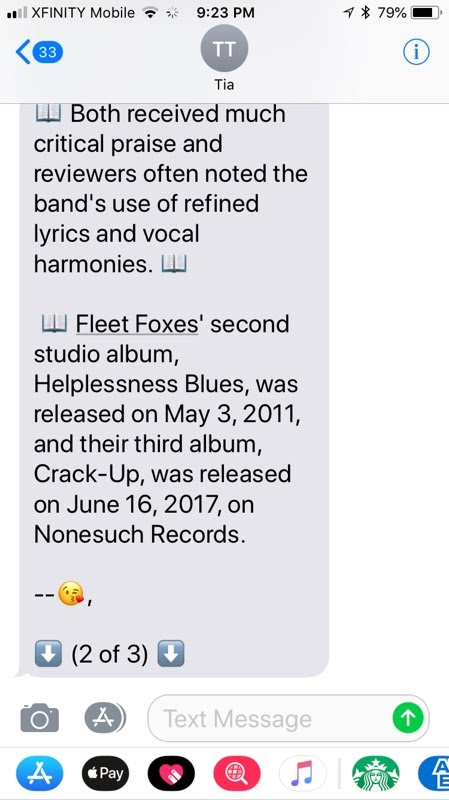 XFINITY Mobile 9:23 PM 79%
33
TT
Tia
📖 Both received much
critical praise and
reviewers often noted the
band's use of refined
lyrics and vocal
harmonies. 📖
📖 Fleet Foxes' second
studio album,
Helplessness Blues, was
released on May 3, 2011,
and their third album,
Crack-Up, was released
on June 16, 2017, on
Nonesuch Records.
--😘,
⬇️ (2 of 3) ⬇️
Text Message
Pay